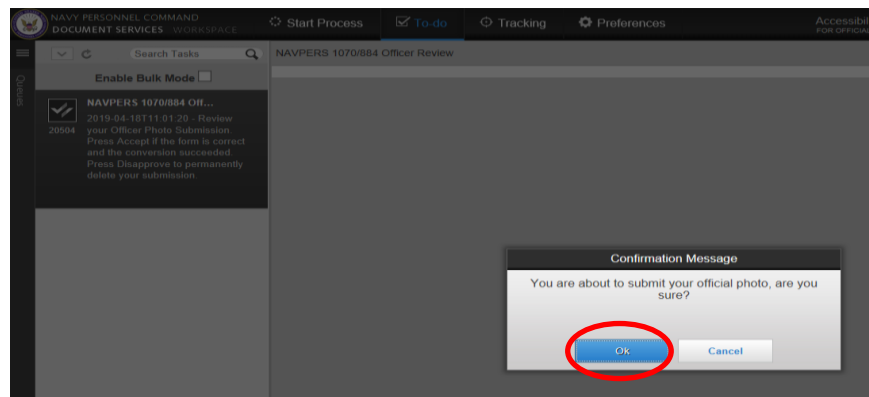 NAVY PERSONNEL COMMAND
DOCUMENT SERVICES WORKSPACE
Start Process
To-do
Tracking
Preferences
Accessibil
FOR OFFICIAL
Search Tasks
NAVPERS 1070/884 Officer Review
Queues
Enable Bulk Mode
NAVPERS 1070/884 Off...
20504
2019-04-18T11:01:20 - Review
your Officer Photo Submission.
Press Accept if the form is correct
and the conversion succeeded.
Press Disapprove to permanently
delete your submission.
Confirmation Message
You are about to submit your official photo, are you
sure?
Ok
Cancel